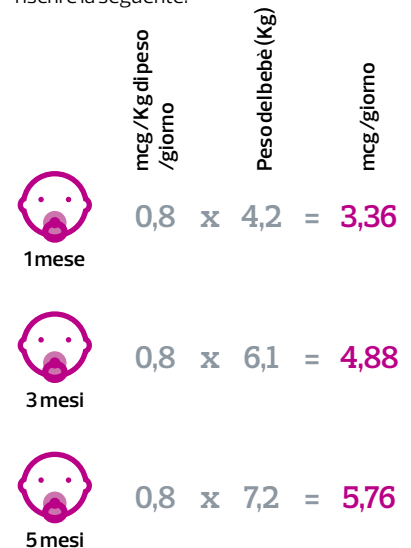 mcg/Kg di peso
/giorno
Peso del bebè (Kg)
mcg/giorno
0,8 x 4,2 = 3,36
1 mese
0,8 x 6,1 = 4,88
3 mesi
0,8 x 7,2 = 5,76
5 mesi